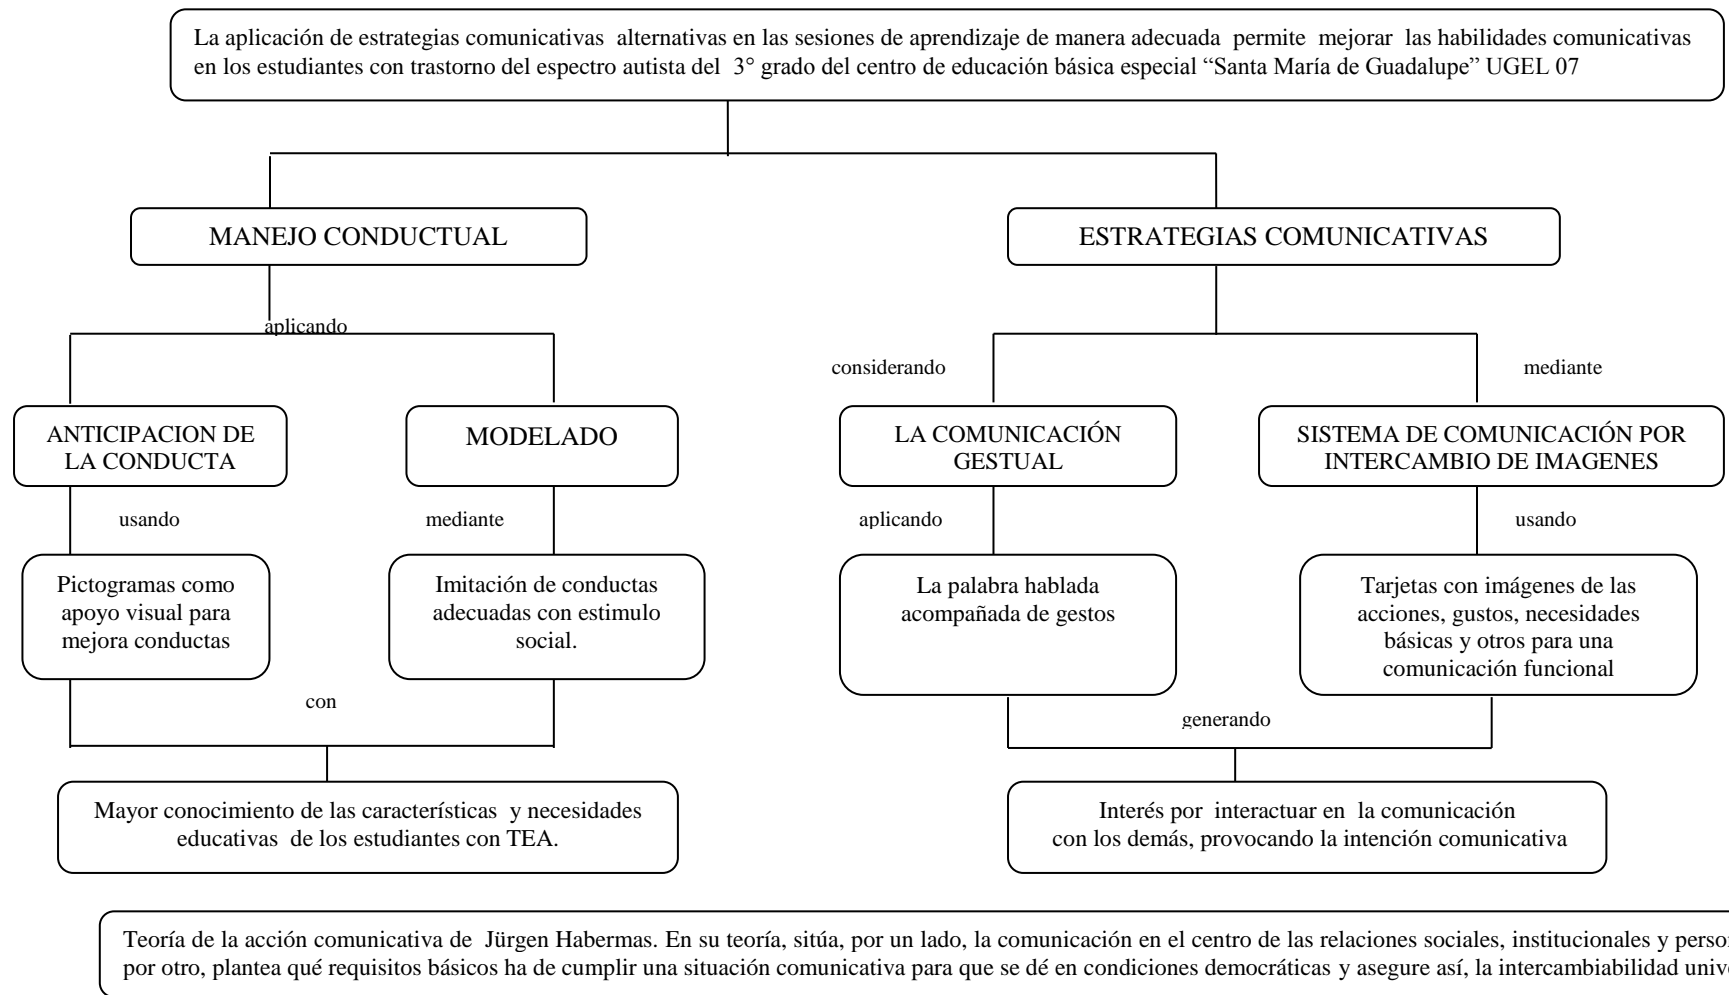 La aplicación de estrategias comunicativas alternativas en las sesiones de aprendizaje de manera adecuada permite mejorar las habilidades comunicativas
en los estudiantes con trastorno del espectro autista del 3° grado del centro de educación básica especial “Santa María de Guadalupe” UGEL 07
MANEJO CONDUCTUAL
ESTRATEGIAS COMUNICATIVAS
aplicando
considerando
mediante
ANTICIPACION DE
LA CONDUCTA
MODELADO
LA COMUNICACIÓN
GESTUAL
SISTEMA DE COMUNICACIÓN POR
INTERCAMBIO DE IMAGENES
usando
mediante
aplicando
usando
Pictogramas como
apoyo visual para
mejora conductas
Imitación de conductas
adecuadas con estimulo
social.
La palabra hablada
acompañada de gestos
Tarjetas con imágenes de las
acciones, gustos, necesidades
básicas y otros para una
comunicación funcional
con
generando
Mayor conocimiento de las características y necesidades
educativas de los estudiantes con TEA.
Interés por interactuar en la comunicación
con los demás, provocando la intención comunicativa
Teoría de la acción comunicativa de Jürgen Habermas. En su teoría, sitúa, por un lado, la comunicación en el centro de las relaciones sociales, institucionales y
por otro, plantea qué requisitos básicos ha de cumplir una situación comunicativa para que se dé en condiciones democráticas y asegure así, la intercambiabilidad